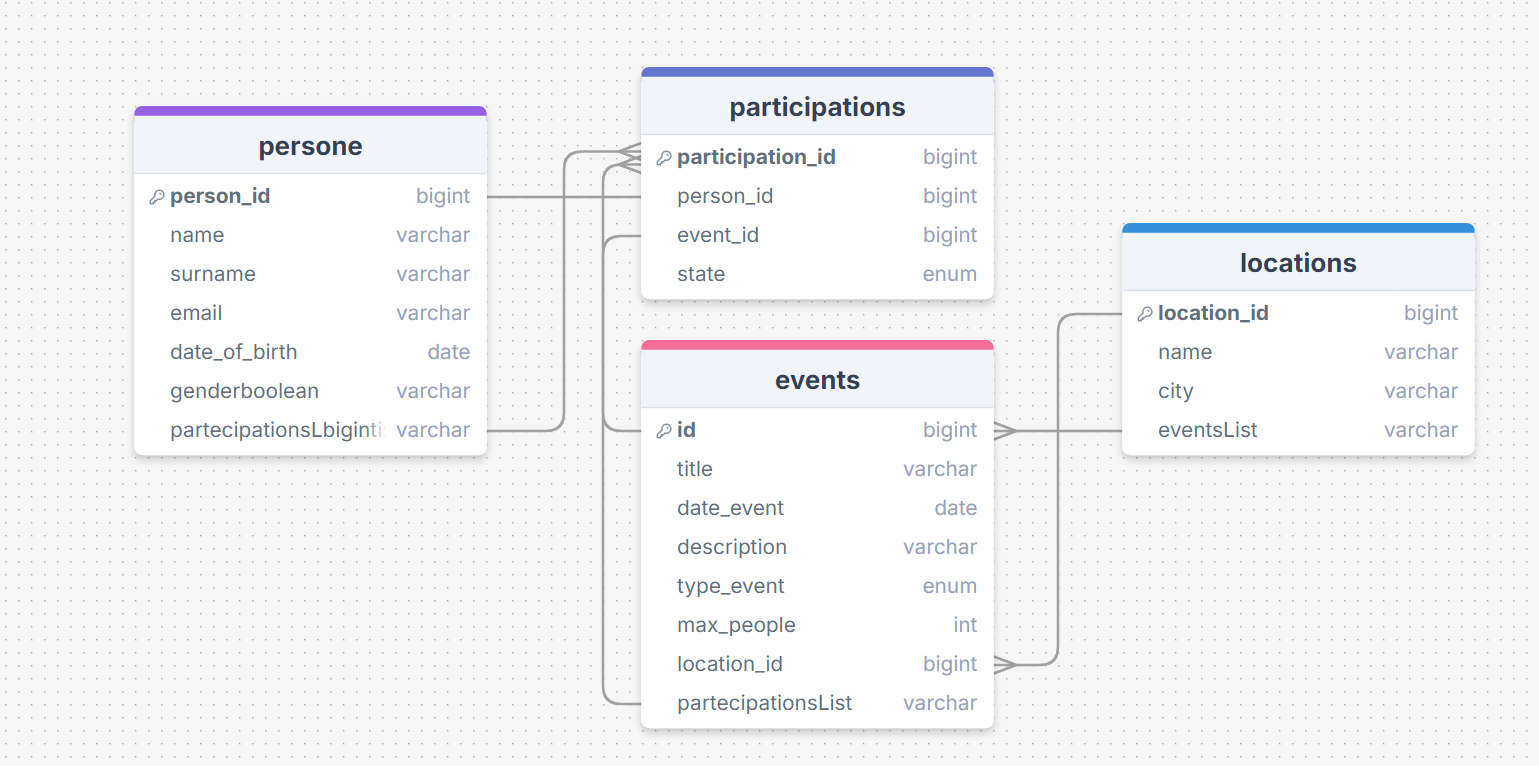 persone
person_id bigint
name varchar
surname varchar
email varchar
date_of_birth date
genderboolean varchar
partecipationsLbiginti varchar
participations
participation_id bigint
person_id bigint
event_id bigint
state enum
events
id bigint
title varchar
date_event date
description varchar
type_event enum
max_people int
location_id bigint
partecipationsList varchar
locations
location_id bigint
name varchar
city varchar
eventsList varchar